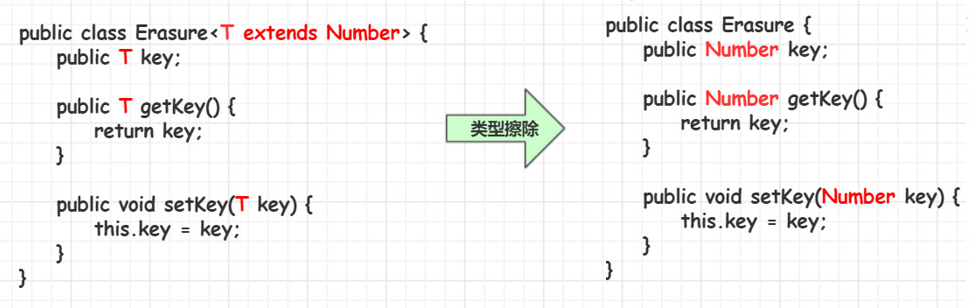 public class Erasure<T extends Number> {
public T key;
public T getKey() {
return key;
}
public void setKey(T key) {
this.key = key;
}
}
类型擦除
public class Erasure {
public Number key;
public Number getKey() {
return key;
}
public void setKey(Number key) {
this.key = key;
}
}